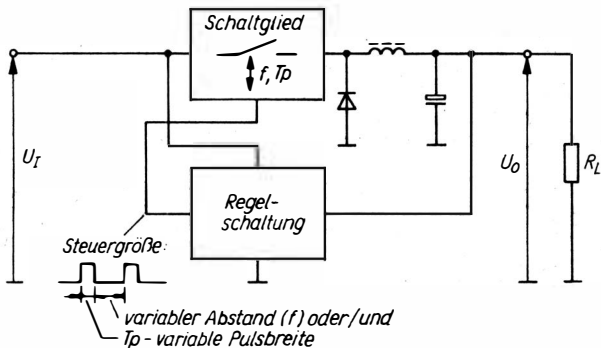 Schaltglied
f, Tp
U_I
U_O
R_L
Regel-
schaltung
Steuergröße:
variabler Abstand (f) oder/und
Tp - variable Pulsbreite